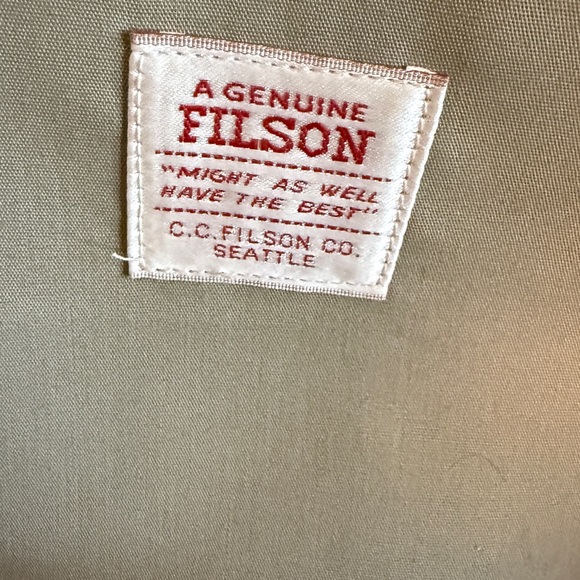 A GENUINE
FILSON
"MIGHT AS WELL
HAVE THE BEST"
C.C. FILSON CO.
SEATTLE